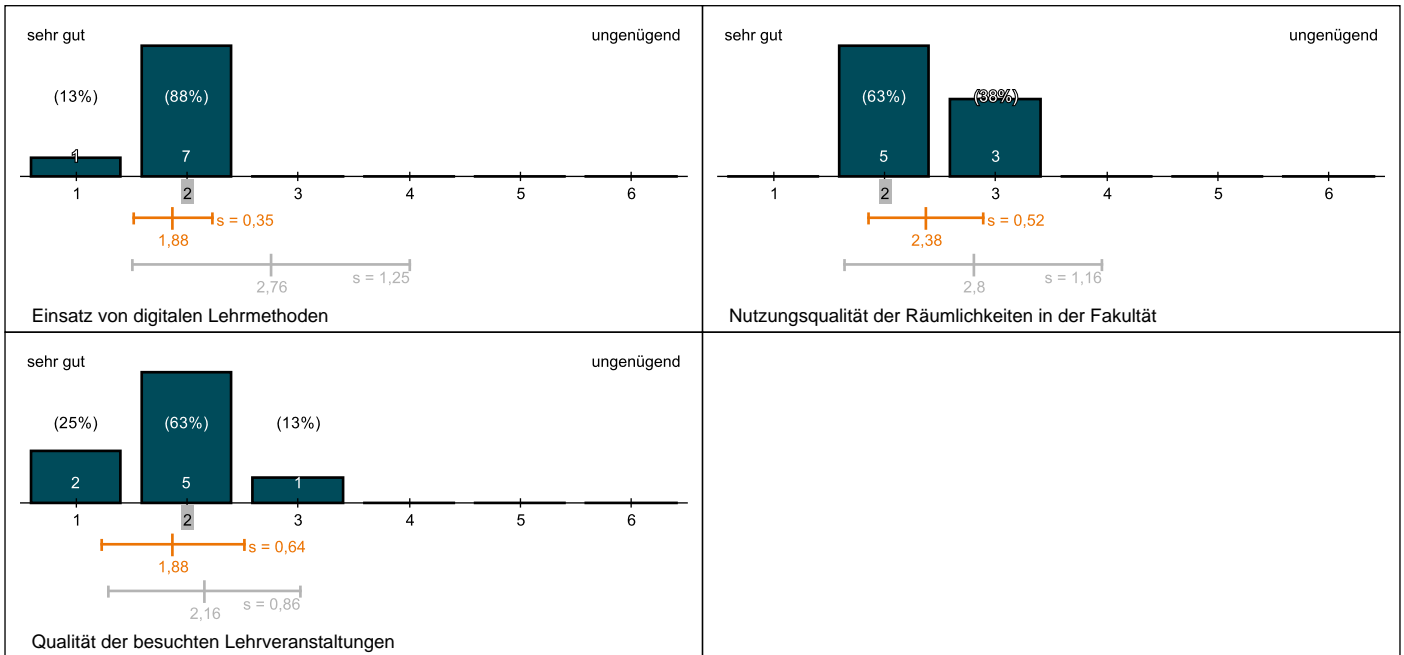 sehr gut ungenügend
(13%) (88%)
1 7
1 2 3 4 5 6
s = 0,35
1,88
s = 1,25
2,76
Einsatz von digitalen Lehrmethoden
sehr gut ungenügend
(63%) (38%)
5 3
1 2 3 4 5 6
s = 0,52
2,38
s = 1,16
2,8
Nutzungsqualität der Räumlichkeiten in der Fakultät
sehr gut ungenügend
(25%) (63%) (13%)
2 5 1
1 2 3 4 5 6
s = 0,64
1,88
s = 0,86
2,16
Qualität der besuchten Lehrveranstaltungen